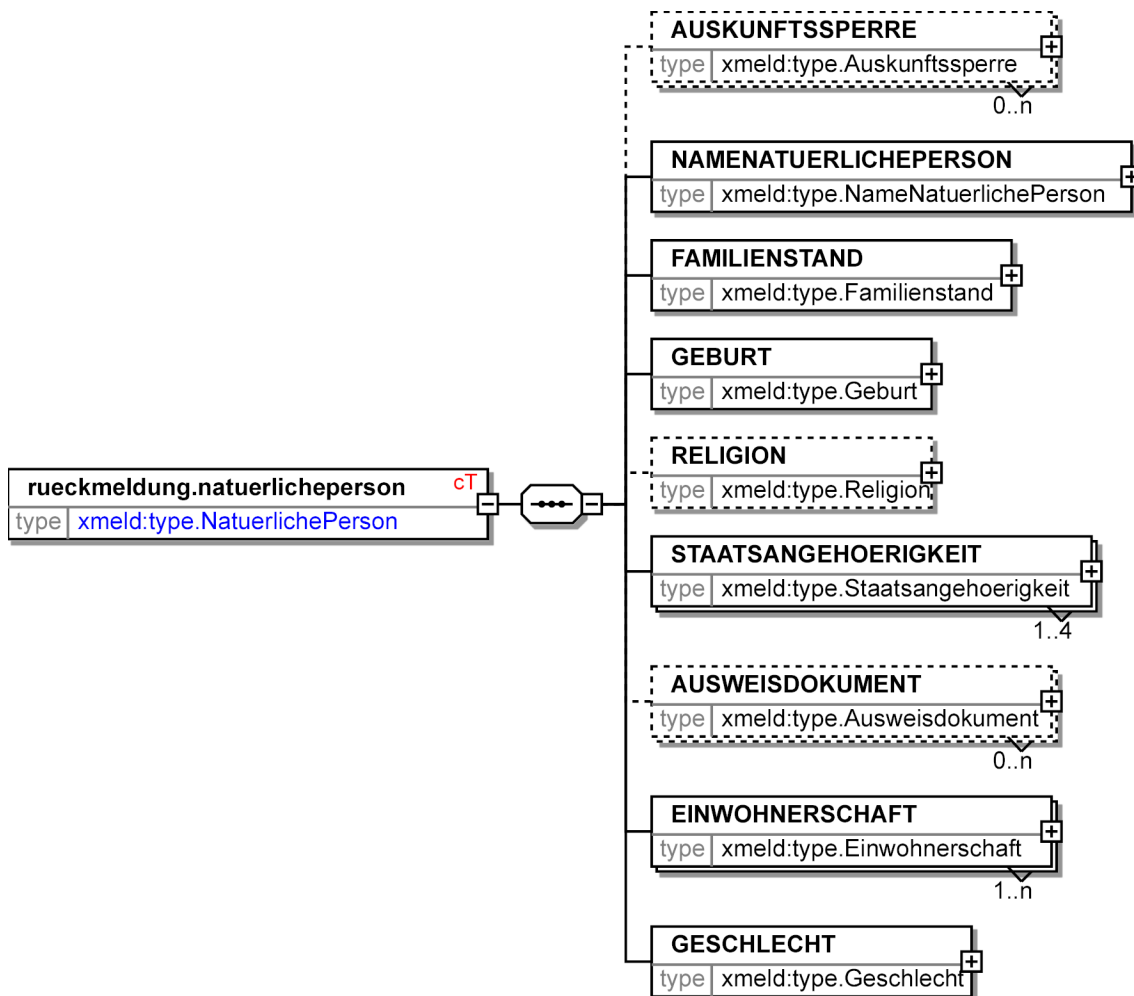 AUSKUNFTSSPERRE
type xmeld:type.Auskunftssperre
0..n
NAMENATUERLICHEPERSON
type xmeld:type.NameNatuerlichePerson
FAMILIENSTAND
type xmeld:type.Familienstand
GEBURT
type xmeld:type.Geburt
RELIGION
type xmeld:type.Religion
rueckmeldung.natuerlicheperson cT
type xmeld:type.NatuerlichePerson
STAATSANGEHOERIGKEIT
type xmeld:type.Staatsangehoerigkeit
1..4
AUSWEISDOKUMENT
type xmeld:type.Ausweisdokument
0..n
EINWOHNERSCHAFT
type xmeld:type.Einwohnerschaft
1..n
GESCHLECHT
type xmeld:type.Geschlecht